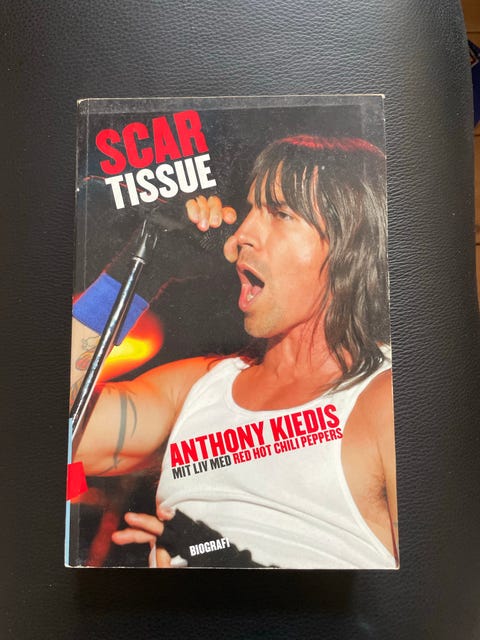 SCAR
TISSUE
ANTHONY KIEDIS
MIT LIV MED RED HOT CHILI PEPPERS
BIOGRAFI